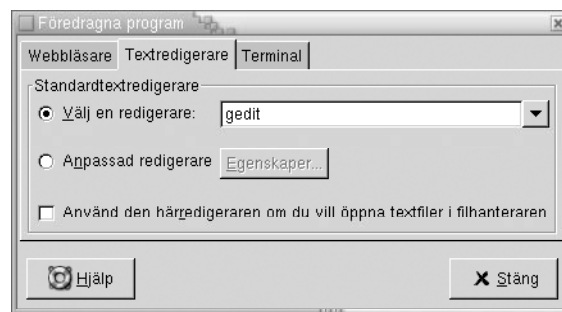 Föredragna program
Webbläsare Textredigerare Terminal
Standardtextredigerare
Välj en redigerare: gedit
Anpassad redigerare Egenskaper...
Använd den härredigeraren om du vill öppna textfiler i filhanteraren
Hjälp Stäng